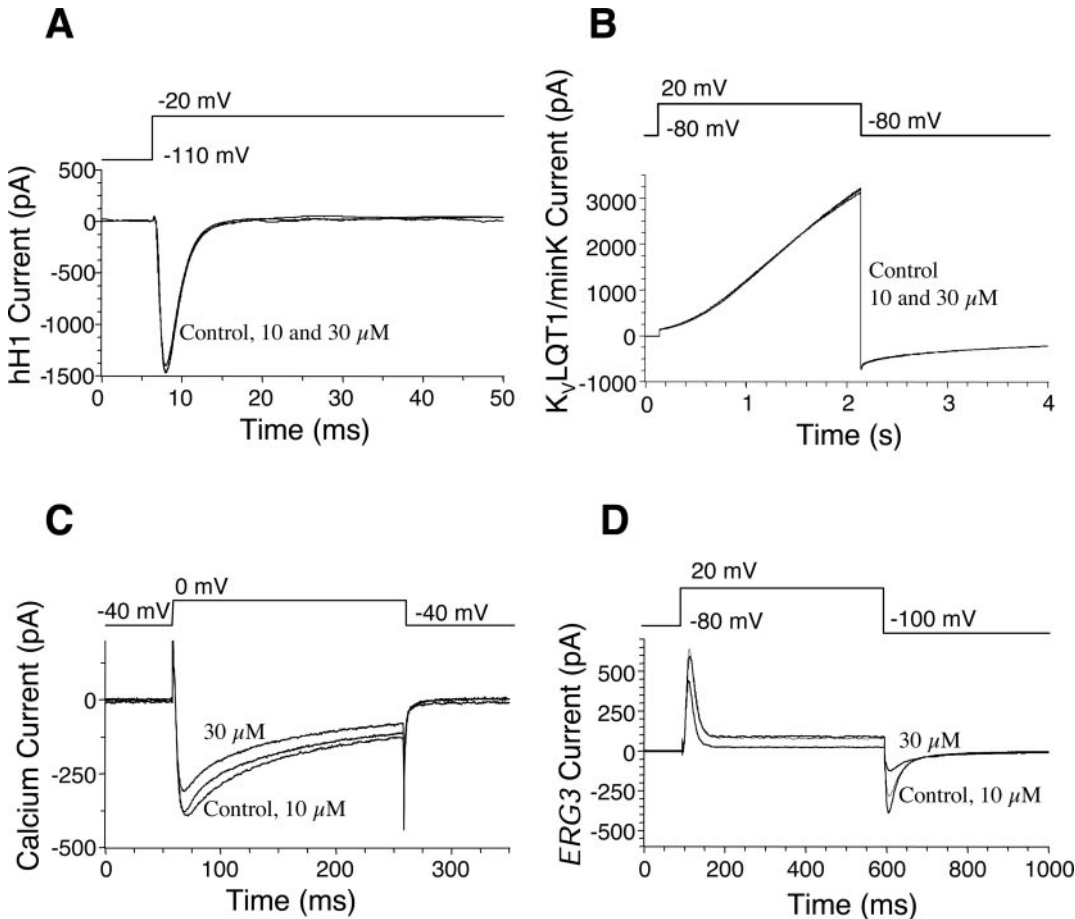 A
-20 mV
-110 mV
hH1 Current (pA)
500
0
-500
-1000
-1500
Control, 10 and 30 µM
0 10 20 30 40 50
Time (ms)
B
20 mV
-80 mV
-80 mV
KVLQT1/minK Current (pA)
3000
2000
1000
0
-1000
Control
10 and 30 µM
0 1 2 3 4
Time (s)
C
0 mV
-40 mV
-40 mV
Calcium Current (pA)
0
-250
-500
30 µM
Control, 10 µM
0 100 200 300
Time (ms)
D
20 mV
-80 mV
-100 mV
ERG3 Current (pA)
500
250
0
-250
-500
30 µM
Control, 10 µM
0 200 400 600 800 1000
Time (ms)